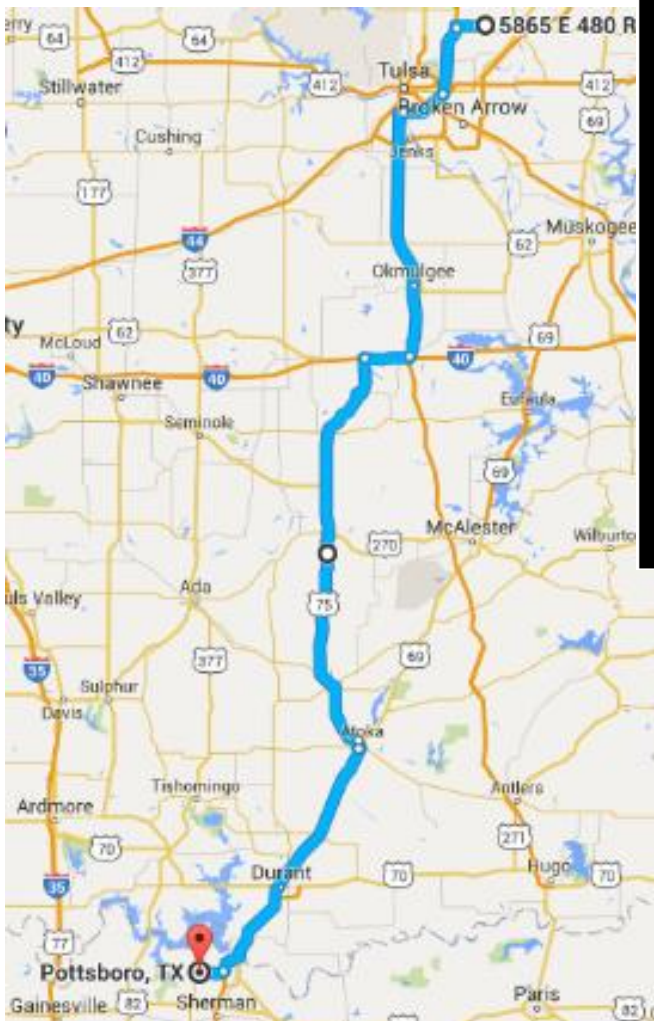 erry
64
64
5865 E 480 R
412
Tulsa
Stillwater
412
412
Broken Arrow
69
Cushing
Jenks
177
44
62
Muskogee
377
Okmulgee
ty
62
69
McLoud
40
40
40
Shawnee
Eufaula
Seminole
69
McAlester
270
Wilburto
Ada
75
uls Valley
377
69
35
Sulphur
Davis
Atoka
Tishomingo
Antlers
Ardmore
70
271
Durant
Hugo
35
70
70
77
Pottsboro, TX
Gainesville
82
Sherman
Paris
82